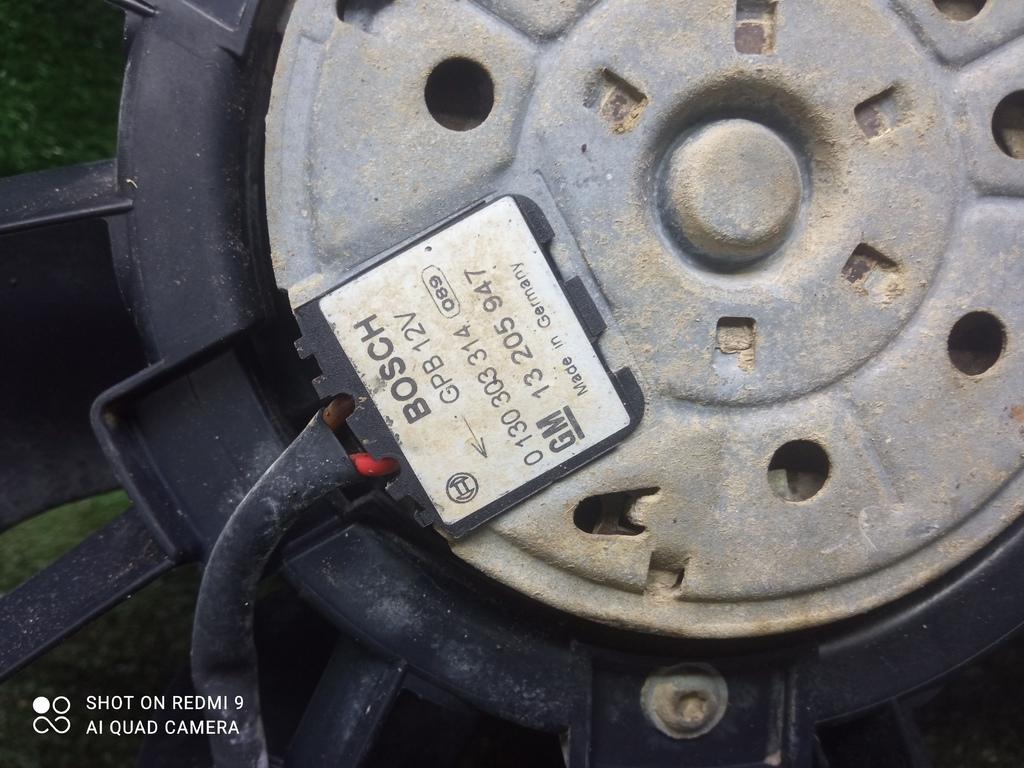 BOSCH
GPB 12V
0 130 303 314 089
GM 13 205 947
Made in Germany
SHOT ON REDMI 9
AI QUAD CAMERA